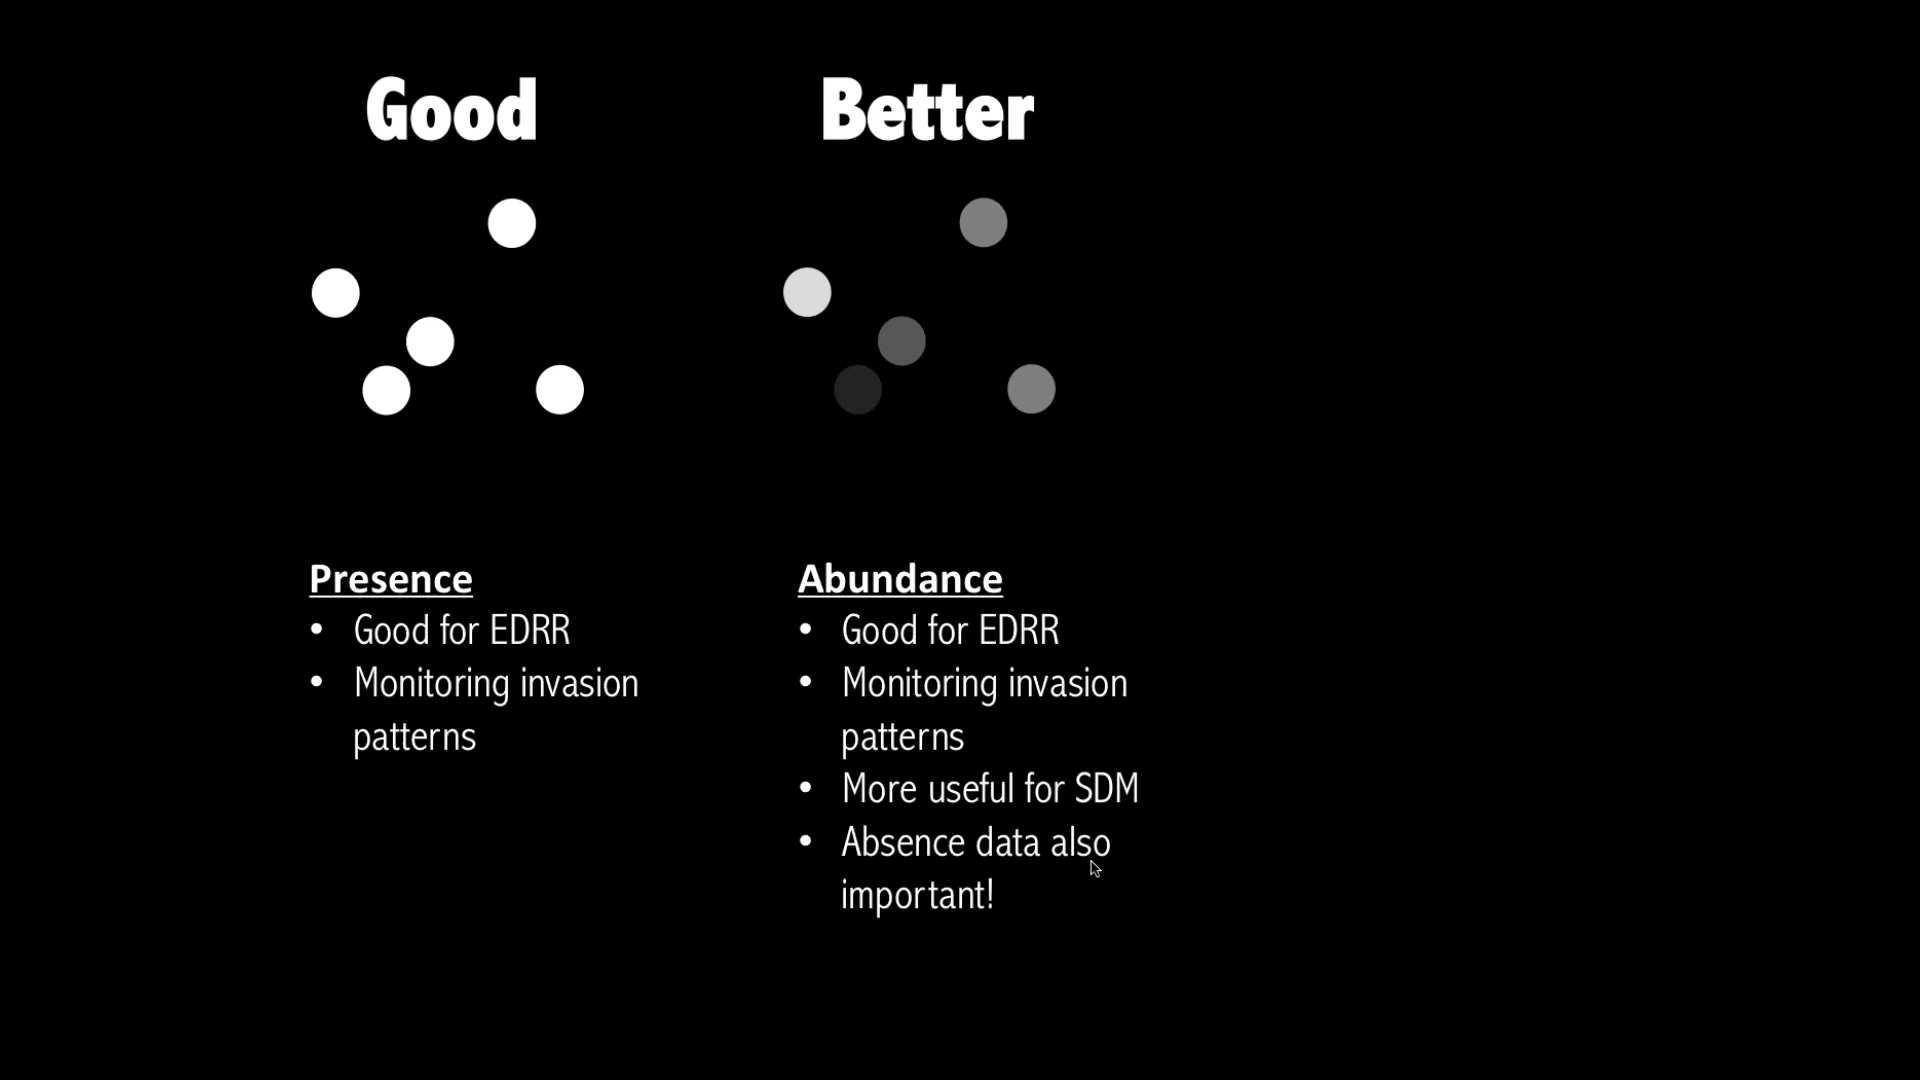 Good
Better
Presence
• Good for EDRR
• Monitoring invasion
patterns
Abundance
• Good for EDRR
• Monitoring invasion
patterns
• More useful for SDM
• Absence data also
important!